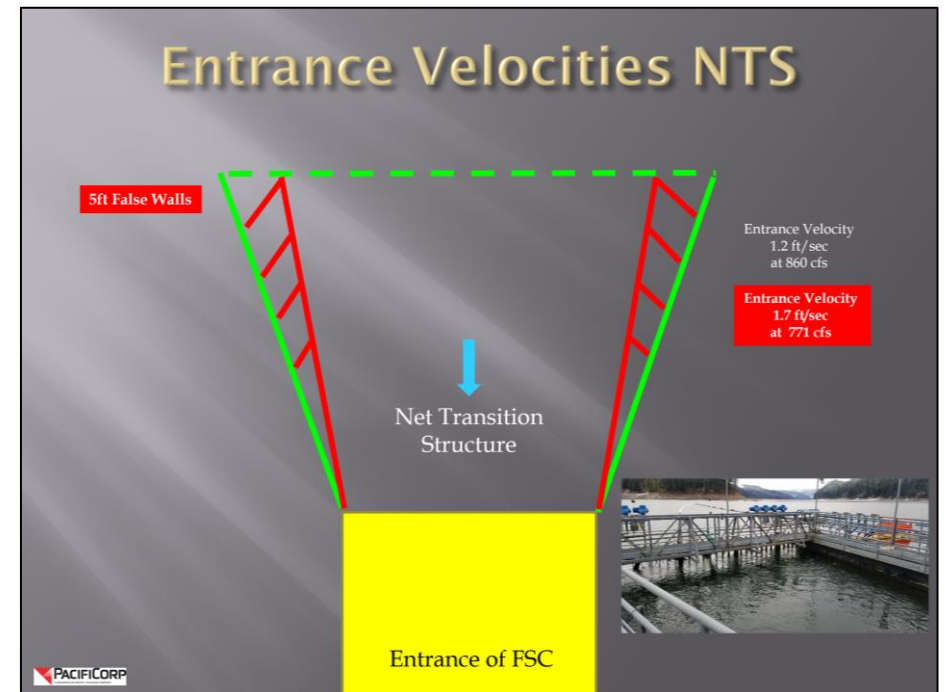 Entrance Velocities NTS
5ft False Walls
Entrance Velocity
1.2 ft/sec
at 860 cfs
Entrance Velocity
1.7 ft/sec
at 771 cfs
Net Transition
Structure
Entrance of FSC
PACIFICORP